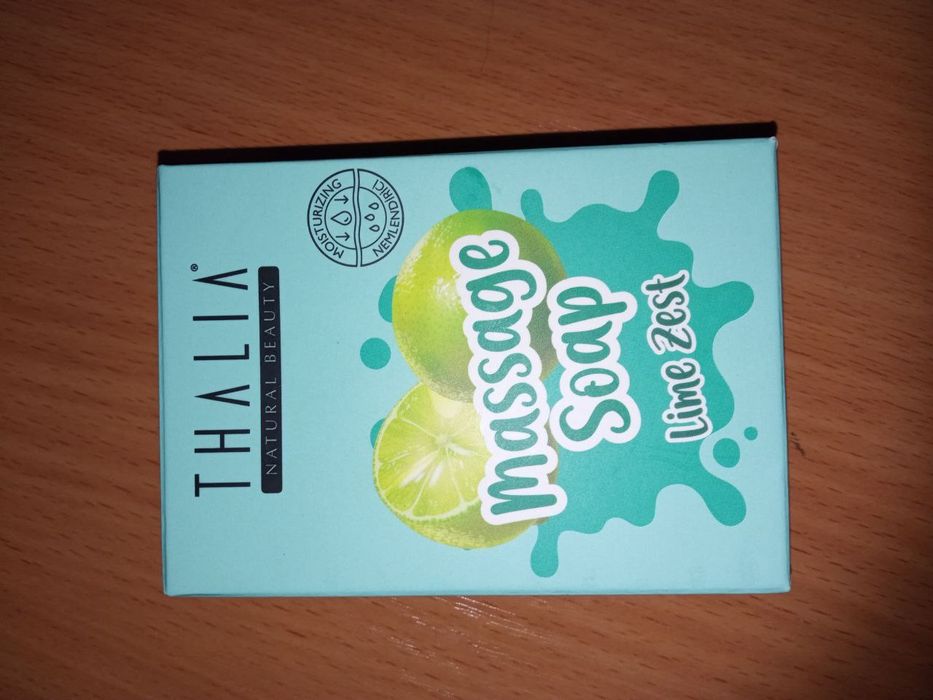 THALIA®
NATURAL BEAUTY
MOISTURIZING
NEMLENDİRİCİ
Massage
Soap
Lime Zest